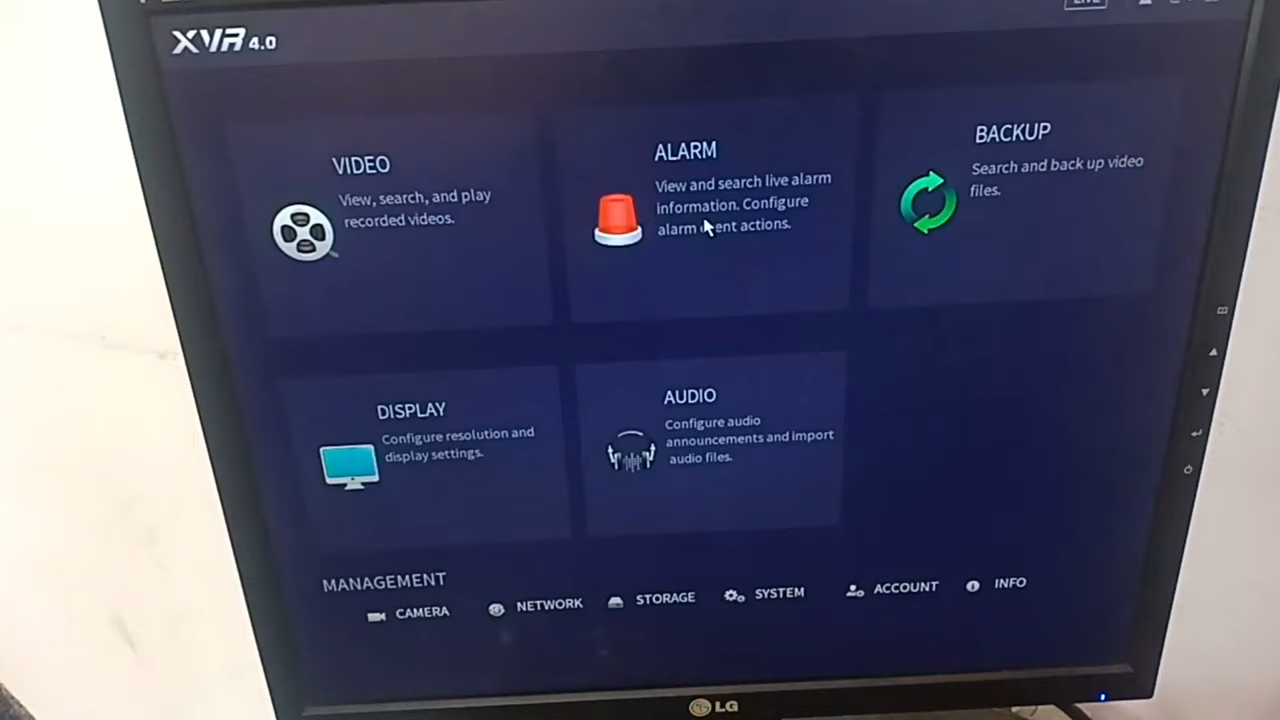 XVR 4.0
VIDEO
View, search, and play
recorded videos.
ALARM
View and search live alarm
information. Configure
alarm actions.
BACKUP
Search and back up video
files.
DISPLAY
Configure resolution and
display settings.
AUDIO
Configure audio
announcements and import
audio files.
MANAGEMENT
CAMERA
NETWORK
STORAGE
SYSTEM
ACCOUNT
INFO
LG